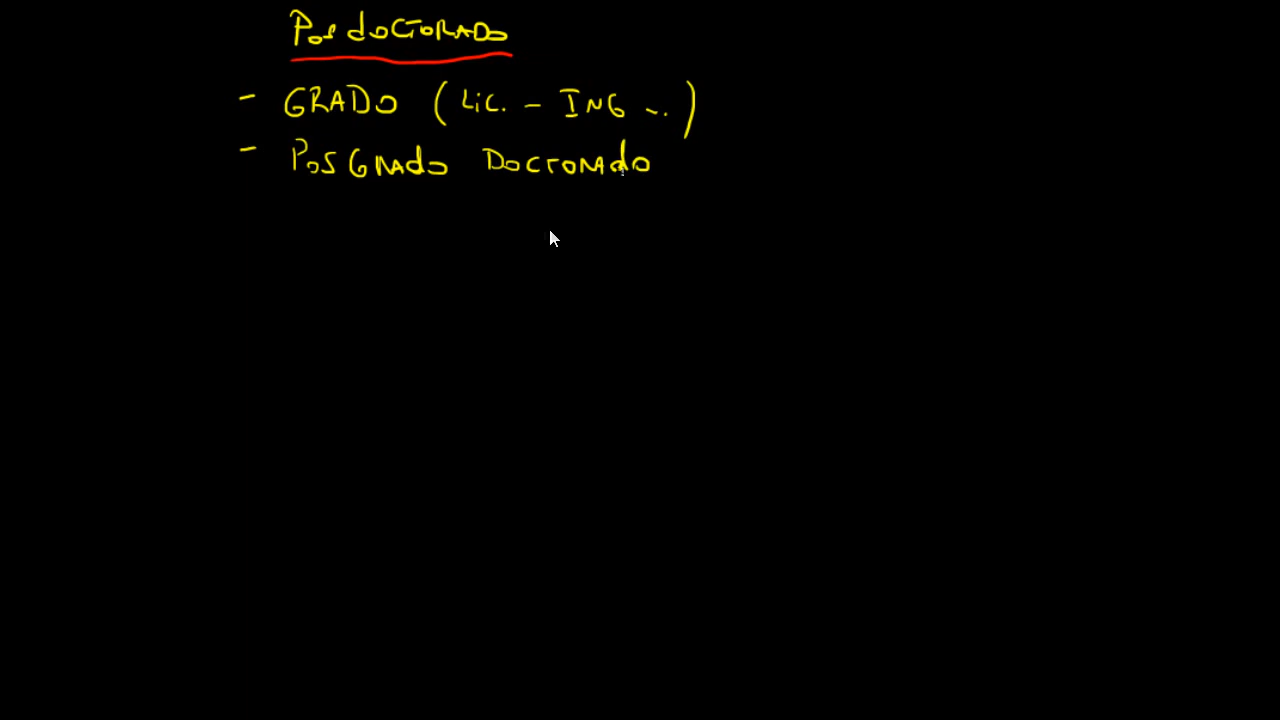 Posdoctorado
- GRADO (Lic. - ING ...)
- POSGRADO DOCTORADO